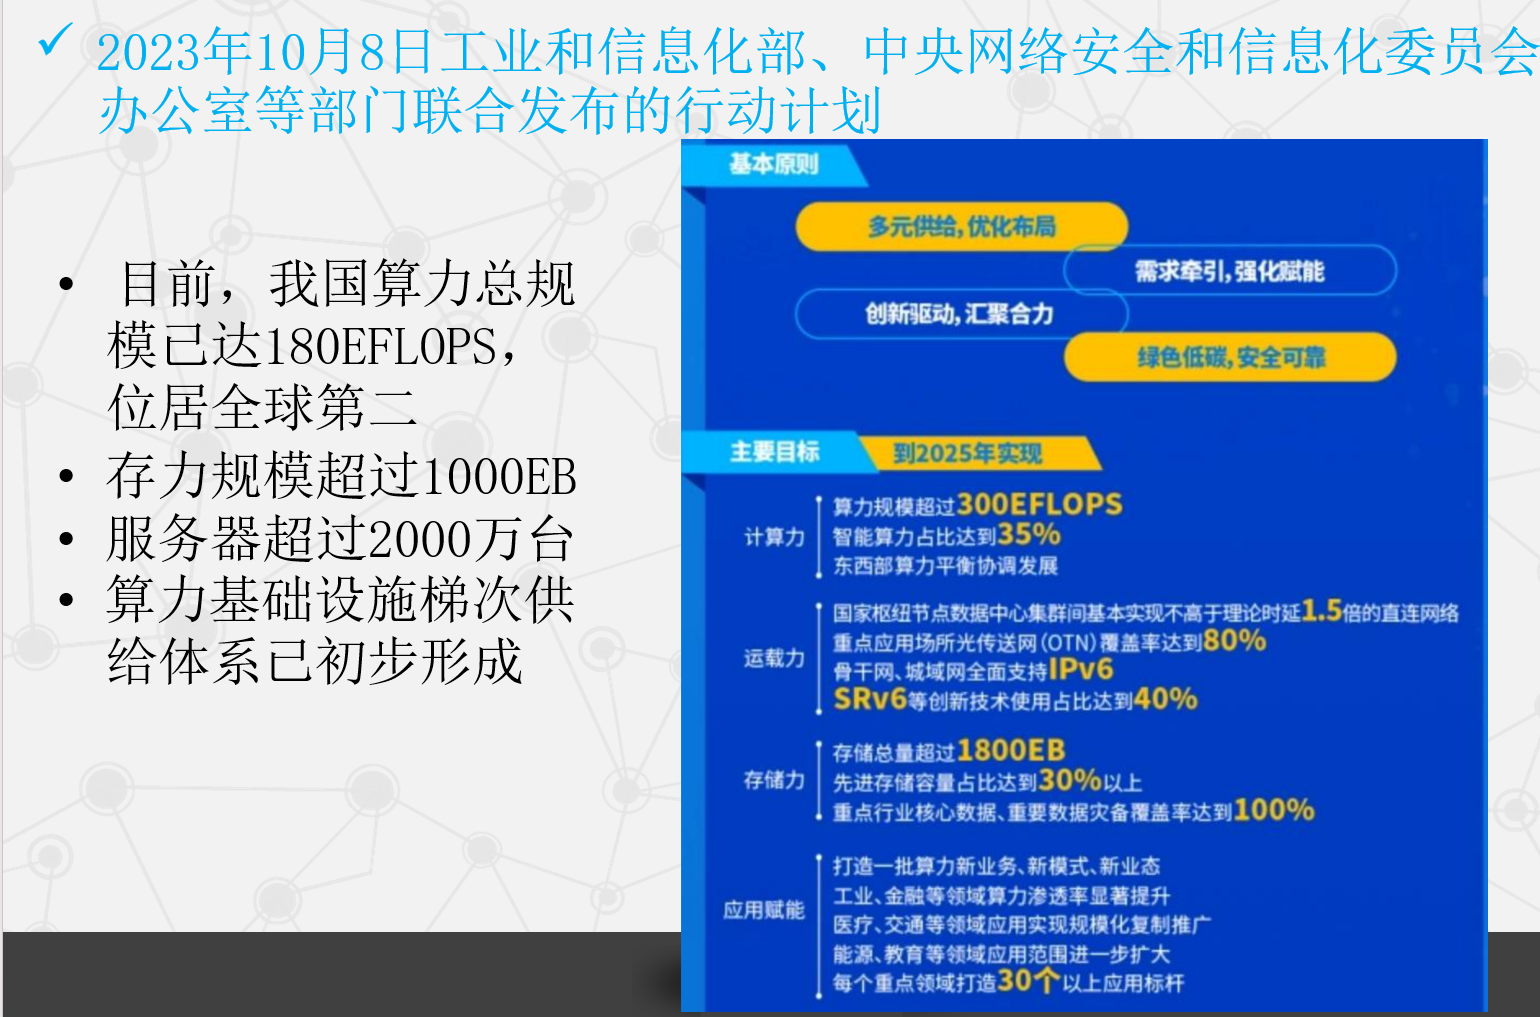 2023年10月8日工业和信息化部、中央网络安全和信息化委员会
办公室等部门联合发布的行动计划
目前，我国算力总规
模已达180EFLOPS，
位居全球第二
存力规模超过1000EB
服务器超过2000万台
算力基础设施梯次供
给体系已初步形成
基本原则
多元供给,优化布局
需求牵引,强化赋能
创新驱动,汇聚合力
绿色低碳,安全可靠
主要目标 到2025年实现
计算力
算力规模超过300EFLOPS
智能算力占比达到35%
东西部算力平衡协调发展
运载力
国家枢纽节点数据中心集群间基本实现不高于理论时延1.5倍的直连网络
重点应用场所光传送网(OTN)覆盖率达到80%
骨干网、城域网全面支持IPv6
SRv6等创新技术使用占比达到40%
存储力
存储总量超过1800EB
先进存储容量占比达到30%以上
重点行业核心数据、重要数据灾备覆盖率达到100%
应用赋能
打造一批算力新业务、新模式、新业态
工业、金融等领域算力渗透率显著提升
医疗、交通等领域应用实现规模化复制推广
能源、教育等领域应用范围进一步扩大
每个重点领域打造30个以上应用标杆